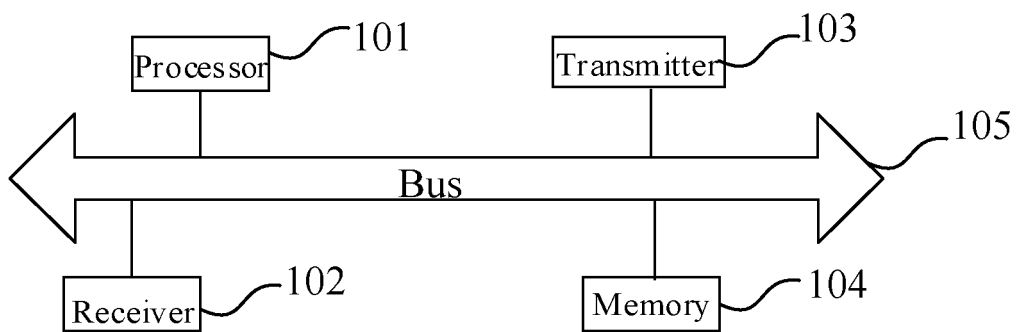 Processor
101
Transmitter
103
105
Bus
Receiver
102
Memory
104